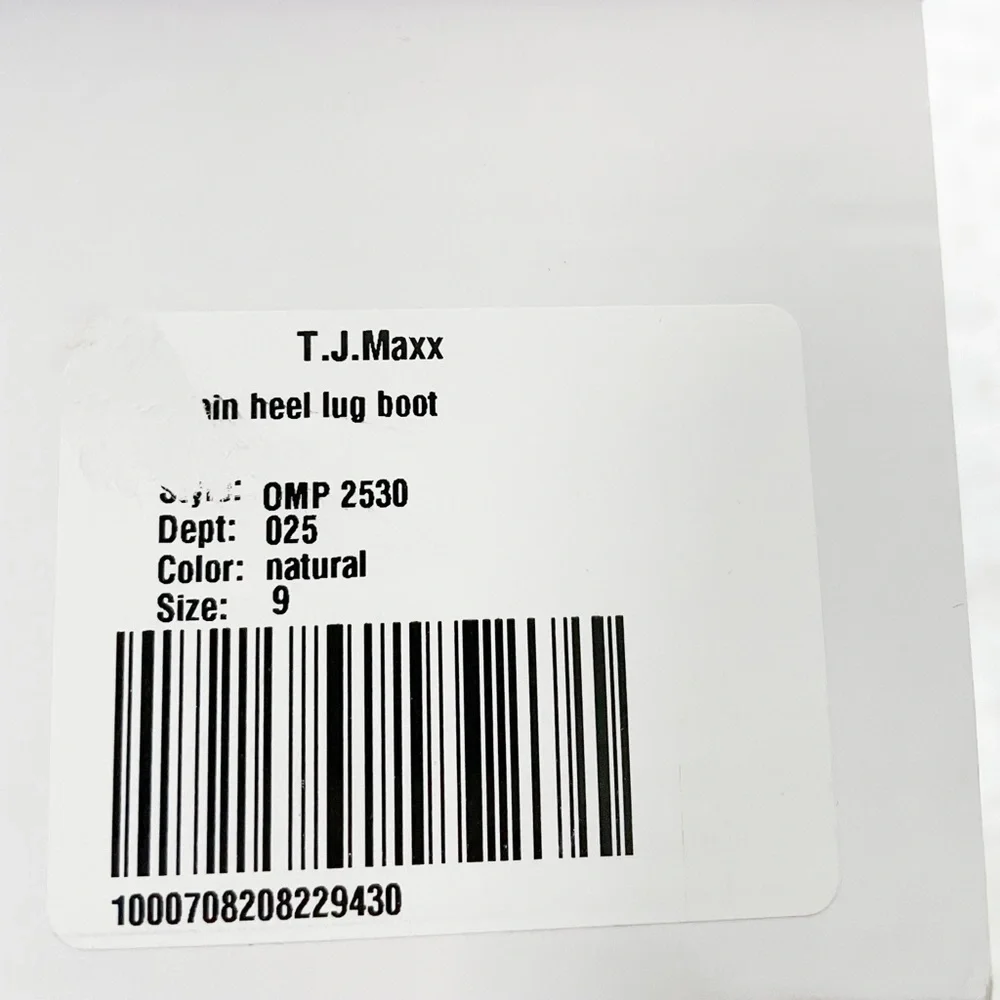 T.J.Maxx
heel lug boot
OMP 2530
Dept: 025
Color: natural
Size: 9
1000708208229430